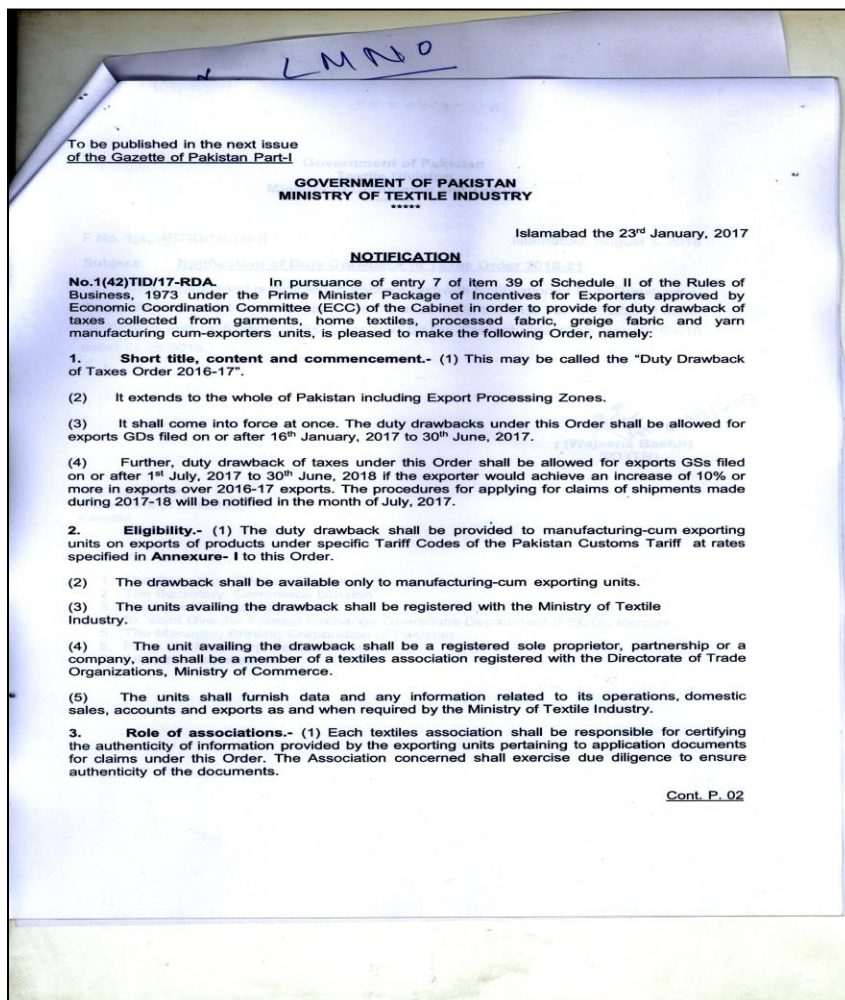 LMNO
To be published in the next issue
of the Gazette of Pakistan Part-I
GOVERNMENT OF PAKISTAN
MINISTRY OF TEXTILE INDUSTRY
*****
Islamabad the 23rd January, 2017
NOTIFICATION
No.1(42)TID/17-RDA. In pursuance of entry 7 of item 39 of Schedule II of the Rules of
Business, 1973 under the Prime Minister Package of Incentives for Exporters approved by
Economic Coordination Committee (ECC) of the Cabinet in order to provide for duty drawback of
taxes collected from garments, home textiles, processed fabric, greige fabric and yarn
manufacturing cum-exporters units, is pleased to make the following Order, namely:
1. Short title, content and commencement.- (1) This may be called the "Duty Drawback
of Taxes Order 2016-17".
(2) It extends to the whole of Pakistan including Export Processing Zones.
(3) It shall come into force at once. The duty drawbacks under this Order shall be allowed for
exports GDs filed on or after 16th January, 2017 to 30th June, 2017.
(4) Further, duty drawback of taxes under this Order shall be allowed for exports GSs filed
on or after 1st July, 2017 to 30th June, 2018 if the exporter would achieve an increase of 10% or
more in exports over 2016-17 exports. The procedures for applying for claims of shipments made
during 2017-18 will be notified in the month of July, 2017.
2. Eligibility.- (1) The duty drawback shall be provided to manufacturing-cum exporting
units on exports of products under specific Tariff Codes of the Pakistan Customs Tariff at rates
specified in Annexure- I to this Order.
(2) The drawback shall be available only to manufacturing-cum exporting units.
(3) The units availing the drawback shall be registered with the Ministry of Textile
Industry.
(4) The unit availing the drawback shall be a registered sole proprietor, partnership or a
company, and shall be a member of a textiles association registered with the Directorate of Trade
Organizations, Ministry of Commerce.
(5) The units shall furnish data and any information related to its operations, domestic
sales, accounts and exports as and when required by the Ministry of Textile Industry.
3. Role of associations.- (1) Each textiles association shall be responsible for certifying
the authenticity of information provided by the exporting units pertaining to application documents
for claims under this Order. The Association concerned shall exercise due diligence to ensure
authenticity of the documents.
Cont. P. 02